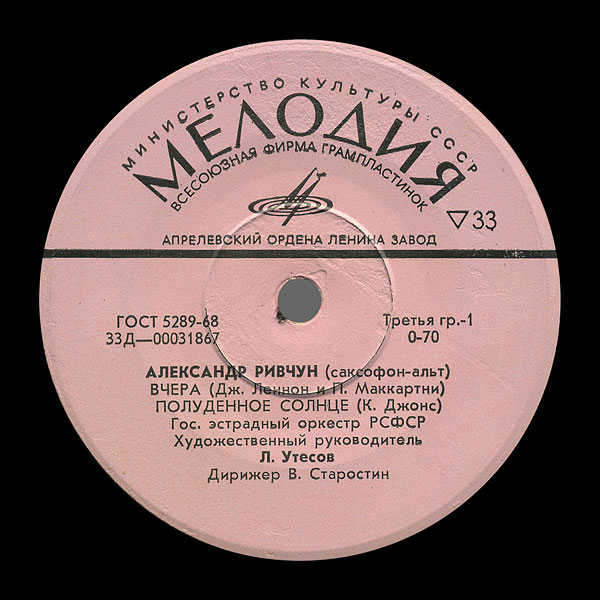 МИНИСТЕРСТВО КУЛЬТУРЫ СССР
МЕЛОДИЯ
ВСЕСОЮЗНАЯ ФИРМА ГРАМПЛАСТИНОК
▽33
АПРЕЛЕВСКИЙ ОРДЕНА ЛЕНИНА ЗАВОД
ГОСТ 5289-68 Третья гр.-1
33Д—00031867 0-70
АЛЕКСАНДР РИВЧУН (саксофон-альт)
ВЧЕРА (Дж. Леннон и П. Маккартни)
ПОЛУДЕННОЕ СОЛНЦЕ (К. Джонс)
Гос. эстрадный оркестр РСФСР
Художественный руководитель
Л. Утесов
Дирижер В. Старостин